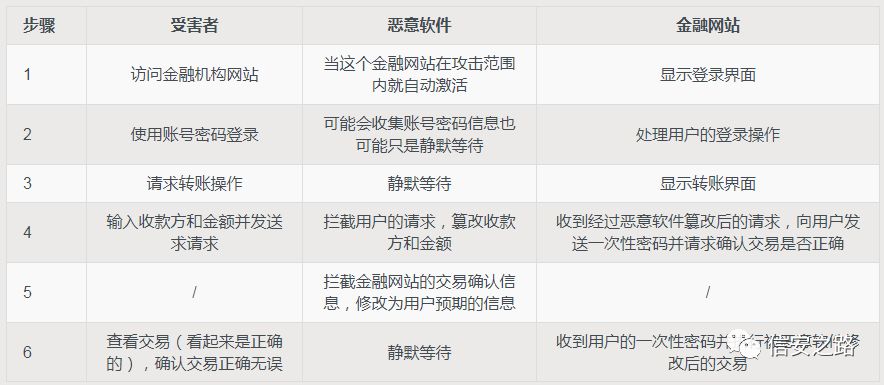 步骤 受害者 恶意软件 金融网站
1 访问金融机构网站 当这个金融网站在攻击范围
内就自动激活 显示登录界面
2 使用账号密码登录 可能会收集账号密码信息也
可能只是静默等待 处理用户的登录操作
3 请求转账操作 静默等待 显示转账界面
4 输入收款方和金额并发送
求请求 拦截用户的请求,篡改收款
方和金额 收到经过恶意软件篡改后的请求,向用户发
送一次性密码并请求确认交易是否正确
5 / 拦截金融网站的交易确认信
息,修改为用户预期的信息 /
6 查看交易(看起来是正确
的),确认交易正确无误 静默等待 收到用户的一次性密码并 修
改后的交易
信安之路